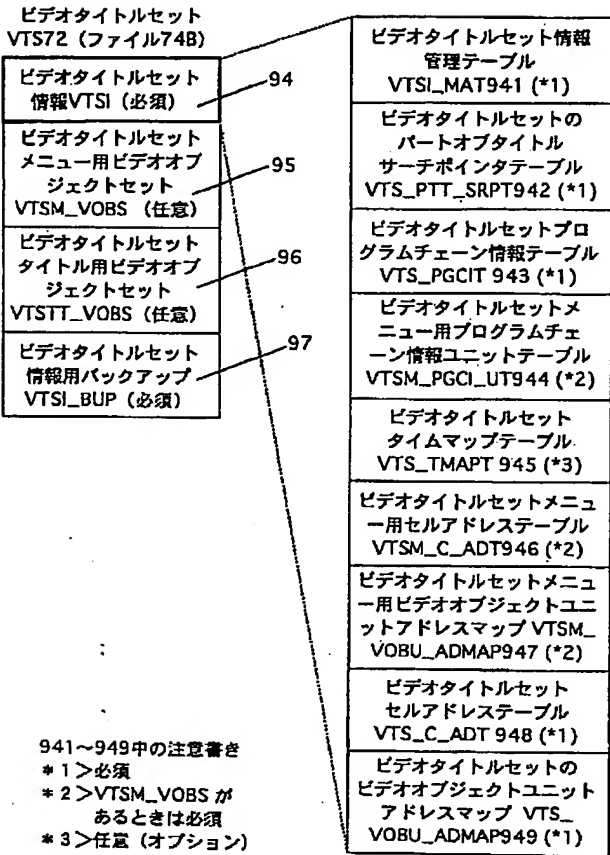 ビデオタイトルセット
VTS72（ファイル74B）
ビデオタイトルセット
情報VTSI（必須）
94
ビデオタイトルセット
メニュー用ビデオオブ
ジェクトセット
VTSM_VOBS （任意）
95
ビデオタイトルセット
タイトル用ビデオオブ
ジェクトセット
VTSTT_VOBS（任意）
96
ビデオタイトルセット
情報用バックアップ
VTSI_BUP（必須）
97
ビデオタイトルセット情報
管理テーブル
VTSI_MAT941 (*1)
ビデオタイトルセットの
パートオブタイトル
サーチポインタテーブル
VTS_PTT_SRPT942 (*1)
ビデオタイトルセットプロ
グラムチェーン情報テーブル
VTS_PGCIT 943 (*1)
ビデオタイトルセットメ
ニュー用プログラムチェ
ーン情報ユニットテーブル
VTSM_PGCI_UT944 (*2)
ビデオタイトルセット
タイムマップテーブル
VTS_TMAPT 945 (*3)
ビデオタイトルセットメニュ
ー用セルアドレステーブル
VTSM_C_ADT946 (*2)
ビデオタイトルセットメニュ
ー用ビデオオブジェクトユニ
ットアドレスマップ VTSM_
VOBU_ADMAP947 (*2)
ビデオタイトルセット
セルアドレステーブル
VTS_C_ADT 948 (*1)
ビデオタイトルセットの
ビデオオブジェクトユニット
アドレスマップ VTS_
VOBU_ADMAP949 (*1)
941～949中の注意書き
＊1＞必須
＊2＞VTSM_VOBS が
あるときは必須
＊3＞任意（オプション）